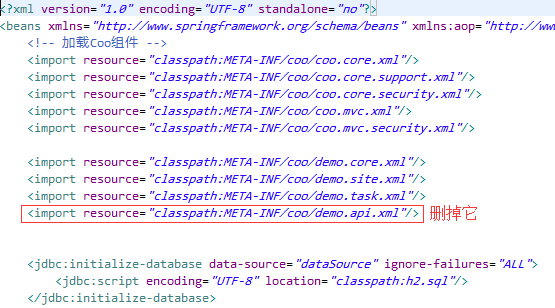 <?xml version="1.0" encoding="UTF-8" standalone="no"?>
<beans xmlns="http://www.springframework.org/schema/beans" xmlns:aop="http://ww
<!-- 加载Coo组件 -->
<import resource="classpath:META-INF/coo/coo.core.xml"/>
<import resource="classpath:META-INF/coo/coo.core.support.xml"/>
<import resource="classpath:META-INF/coo/coo.core.security.xml"/>
<import resource="classpath:META-INF/coo/coo.mvc.xml"/>
<import resource="classpath:META-INF/coo/coo.mvc.security.xml"/>
<import resource="classpath:META-INF/coo/demo.core.xml"/>
<import resource="classpath:META-INF/coo/demo.site.xml"/>
<import resource="classpath:META-INF/coo/demo.task.xml"/>
<import resource="classpath:META-INF/coo/demo.api.xml"/> 删掉它
<jdbc:initialize-database data-source="dataSource" ignore-failures="ALL">
<jdbc:script encoding="UTF-8" location="classpath:h2.sql"/>
</jdbc:initialize-database>